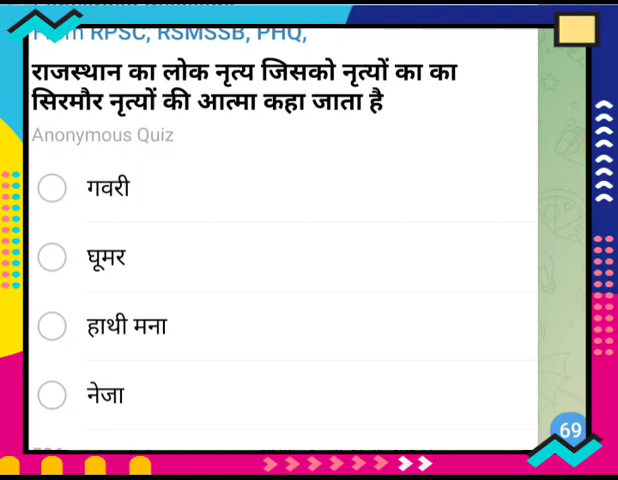 RPSC, RSMSSB, PHQ,
राजस्थान का लोक नृत्य जिसको नृत्यों का का
सिरमौर नृत्यों की आत्मा कहा जाता है
Anonymous Quiz
गवरी
घूमर
हाथी मना
नेजा
69